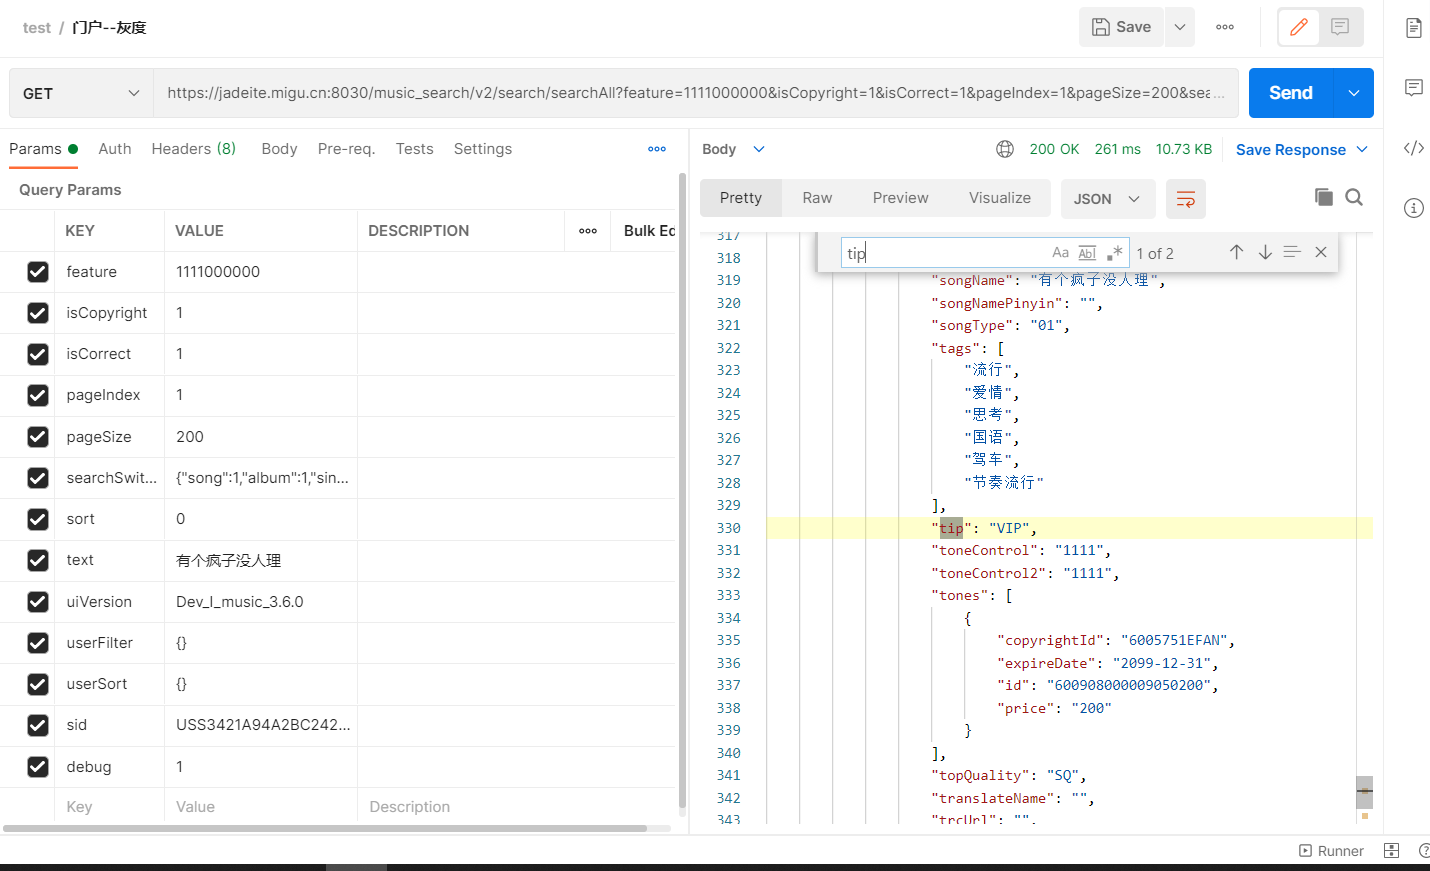 test / 门户--灰度
Save
GET
https://jadeite.migu.cn:8030/music_search/v2/search/searchAll?feature=1111000000&isCopyright=1&isCorrect=1&pageIndex=1&pageSize=200&sea...
Send
Params Auth Headers (8) Body Pre-req. Tests Settings
Query Params
KEY VALUE DESCRIPTION Bulk Ed
feature 1111000000
isCopyright 1
isCorrect 1
pageIndex 1
pageSize 200
searchSwit... {"song":1,"album":1,"sin...
sort 0
text 有个疯子没人理
uiVersion Dev_I_music_3.6.0
userFilter {}
userSort {}
sid USS3421A94A2BC242...
debug 1
Key Value Description
Body 200 OK 261 ms 10.73 KB Save Response
Pretty Raw Preview Visualize JSON
tip Aa Abl .* 1 of 2
317
318
319 "songName": "有个疯子没人理",
320 "songNamePinyin": "",
321 "songType": "01",
322 "tags": [
323 "流行",
324 "爱情",
325 "思考",
326 "国语",
327 "驾车",
328 "节奏流行"
329 ],
330 "tip": "VIP",
331 "toneControl": "1111",
332 "toneControl2": "1111",
333 "tones": [
334 {
335 "copyrightId": "6005751EFAN",
336 "expireDate": "2099-12-31",
337 "id": "600908000009050200",
338 "price": "200"
339 }
340 ],
341 "topQuality": "SQ",
342 "translateName": "",
343 "trcUrl": "",
Runner